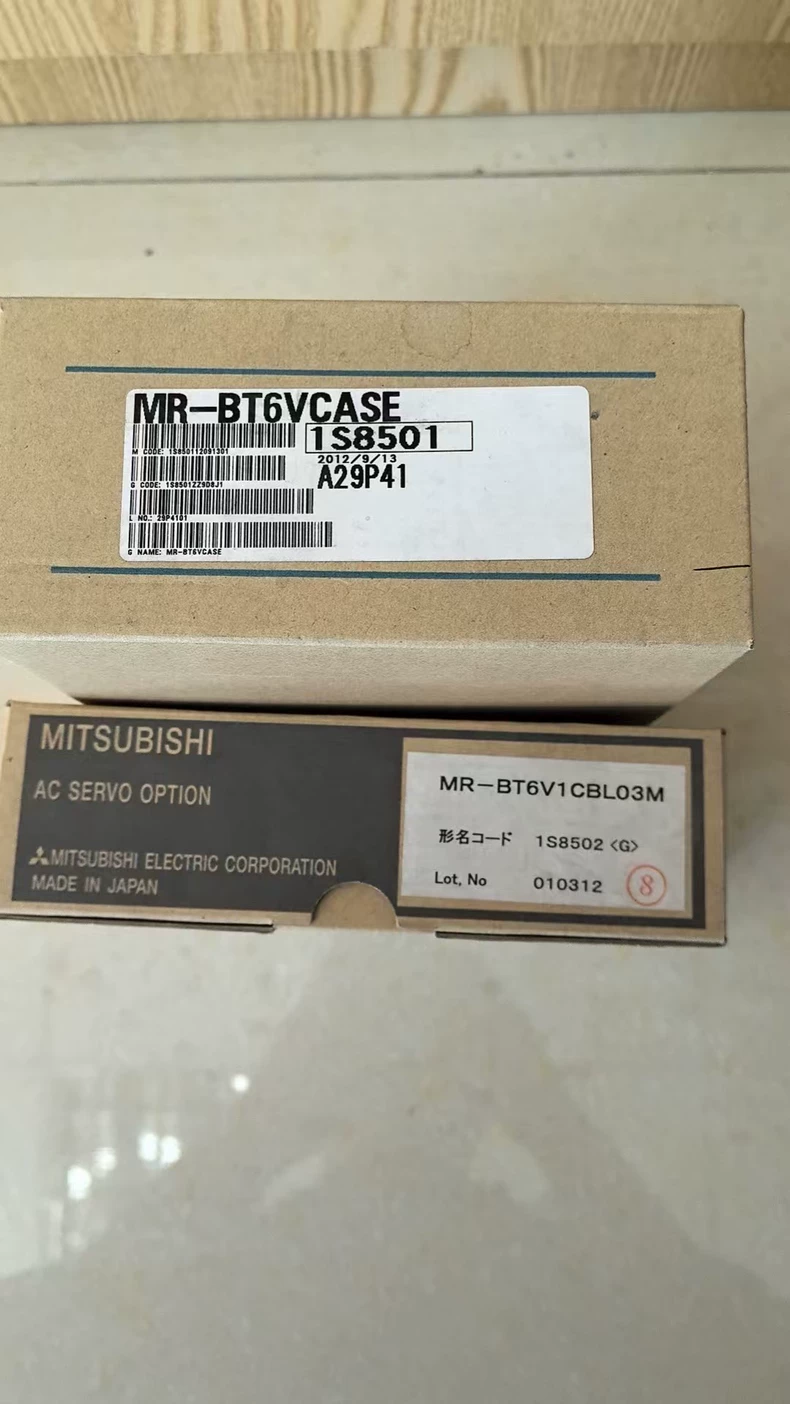 MR-BT6VCASE
1S8501
M CODE: 1S850112091301
2012/9/13
A29P41
G CODE: 1S8501ZZ9D8J1
L NO.: 29P4101
G NAME: MR-BT6VCASE
MITSUBISHI
AC SERVO OPTION
MITSUBISHI ELECTRIC CORPORATION
MADE IN JAPAN
MR-BT6V1CBL03M
形名コード 1S8502 <G>
Lot, No 010312 8